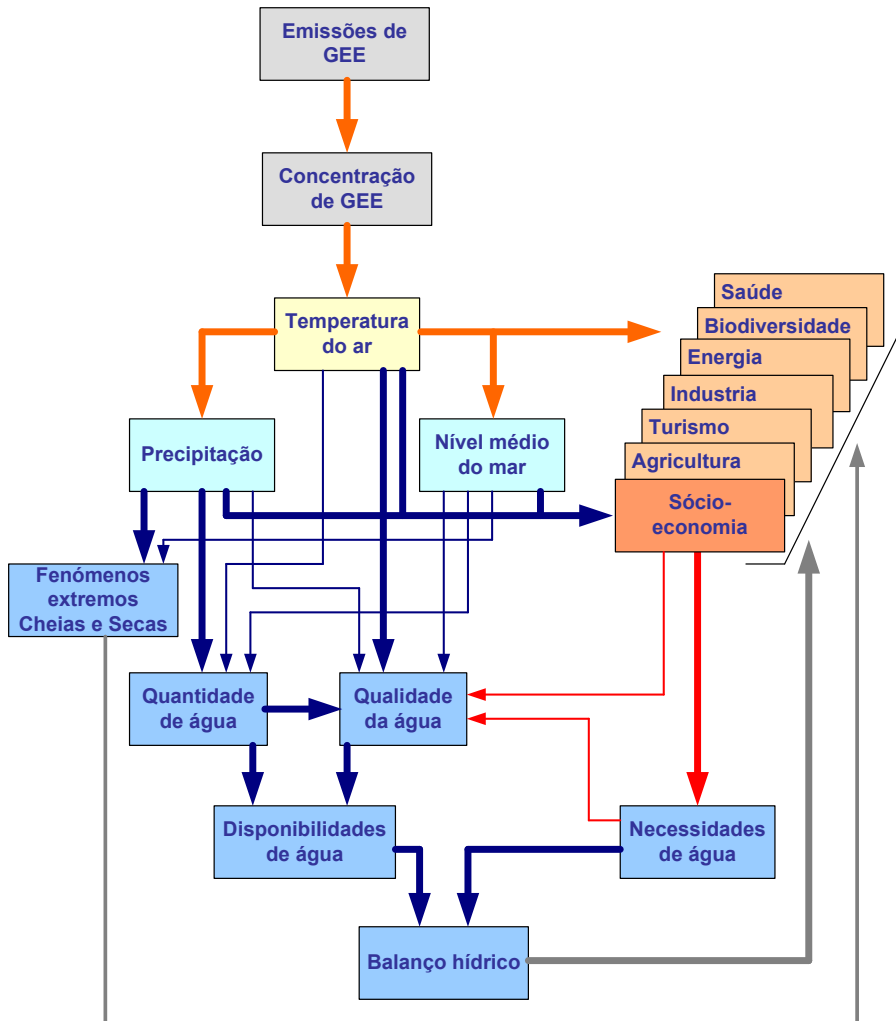 Emissões de
GEE
Concentração
de GEE
Temperatura
do ar
Saúde
Biodiversidade
Energia
Industria
Turismo
Agricultura
Sócio-
economia
Precipitação
Nível médio
do mar
Fenómenos
extremos
Cheias e Secas
Quantidade
de água
Qualidade
da água
Disponibilidades
de água
Necessidades
de água
Balanço hídrico